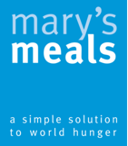 mary's
meals
a simple solution
to world hunger